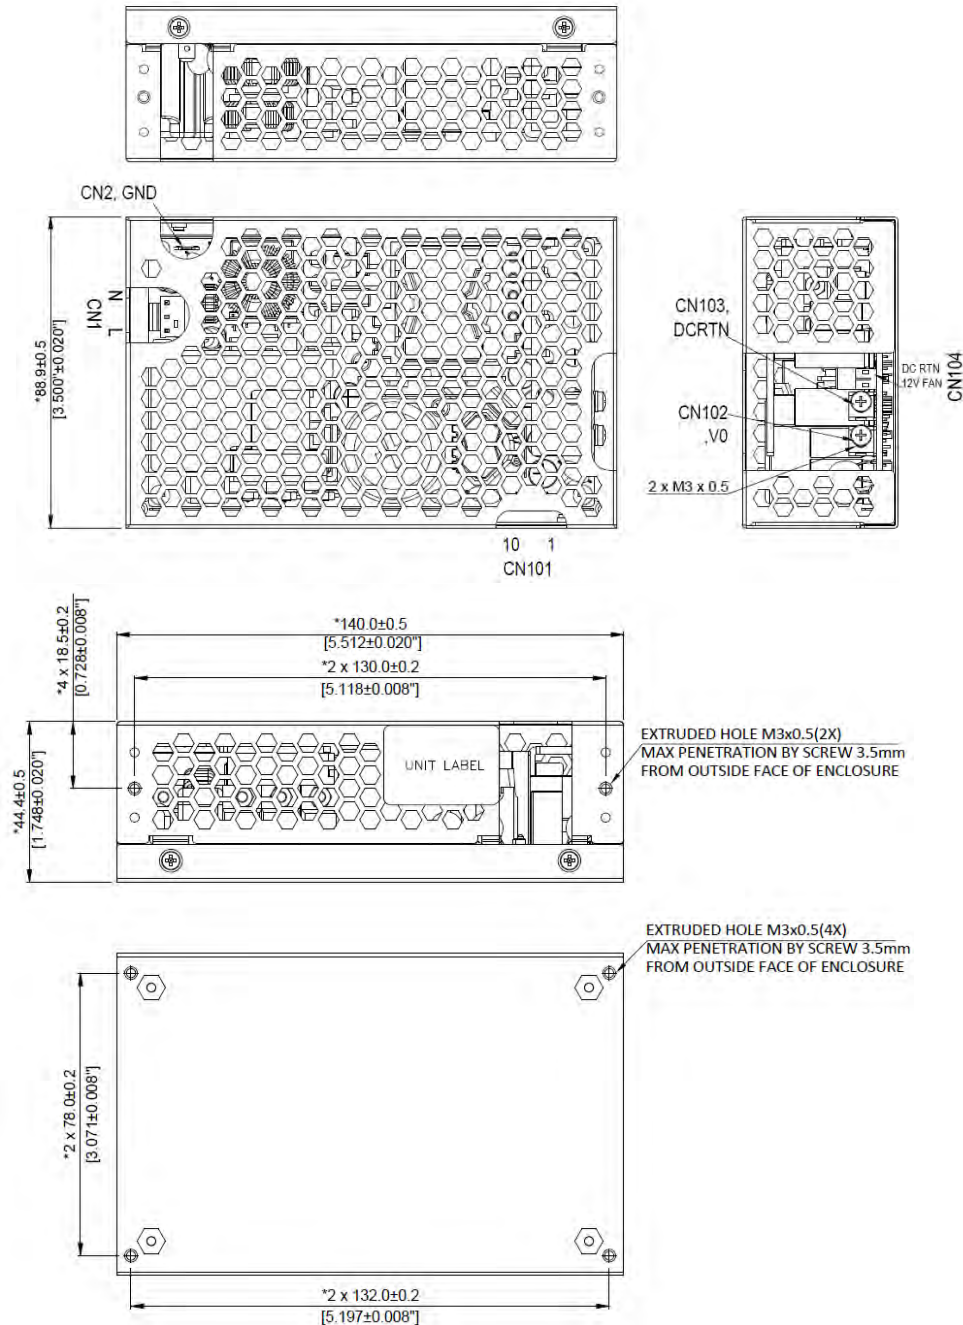 CN2, GND
*88.9±0.5
[3.500"±0.020"]
CN1
N
L
10 1
CN101
CN103,
DCRTN
CN102
,V0
2 x M3 x 0.5
DC RTN
12V FAN
CN104
*4 x 18.5±0.2
[0.728±0.008"]
*140.0±0.5
[5.512±0.020"]
*2 x 130.0±0.2
[5.118±0.008"]
*44.4±0.5
[1.748±0.020"]
UNIT LABEL
EXTRUDED HOLE M3x0.5(2X)
MAX PENETRATION BY SCREW 3.5mm
FROM OUTSIDE FACE OF ENCLOSURE
EXTRUDED HOLE M3x0.5(4X)
MAX PENETRATION BY SCREW 3.5mm
FROM OUTSIDE FACE OF ENCLOSURE
*2 x 78.0±0.2
[3.071±0.008"]
*2 x 132.0±0.2
[5.197±0.008"]